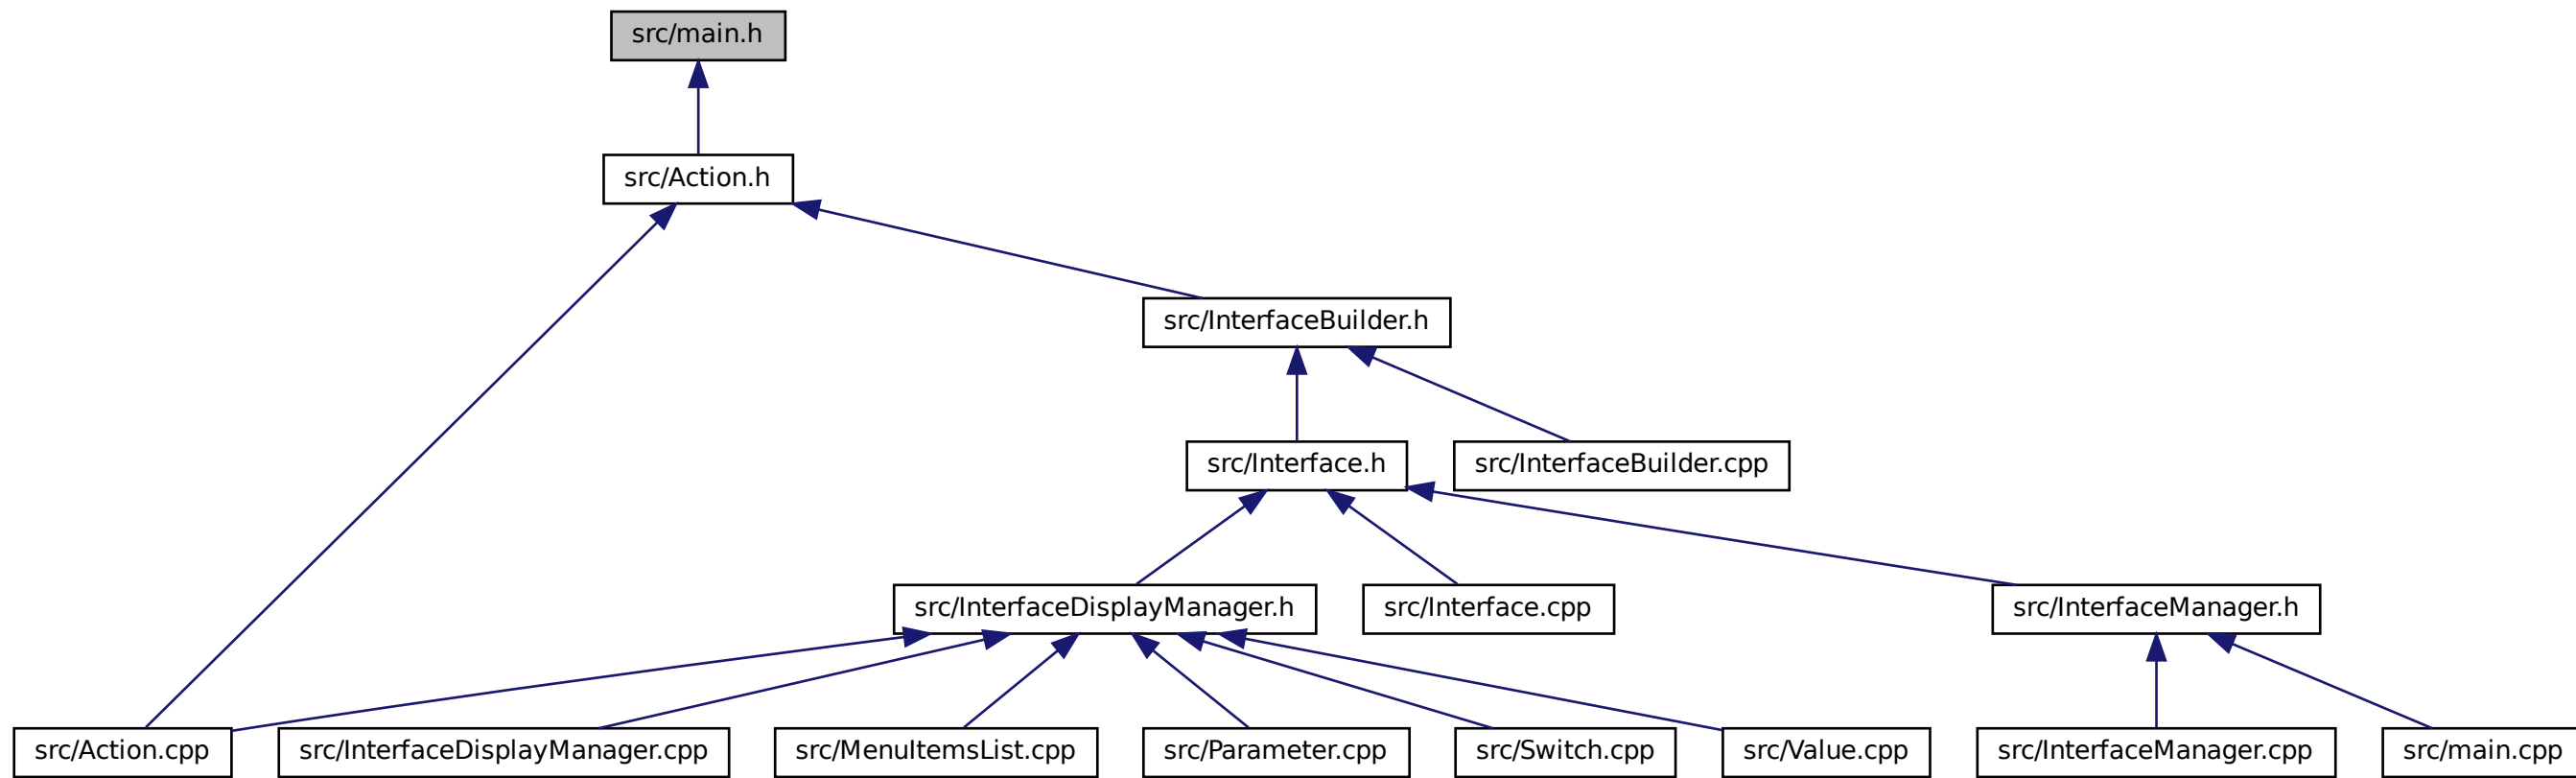 src/main.h
src/Action.h
src/InterfaceBuilder.h
src/Interface.h
src/InterfaceBuilder.cpp
src/InterfaceDisplayManager.h
src/Interface.cpp
src/InterfaceManager.h
src/Action.cpp
src/InterfaceDisplayManager.cpp
src/MenuItemsList.cpp
src/Parameter.cpp
src/Switch.cpp
src/Value.cpp
src/InterfaceManager.cpp
src/main.cpp